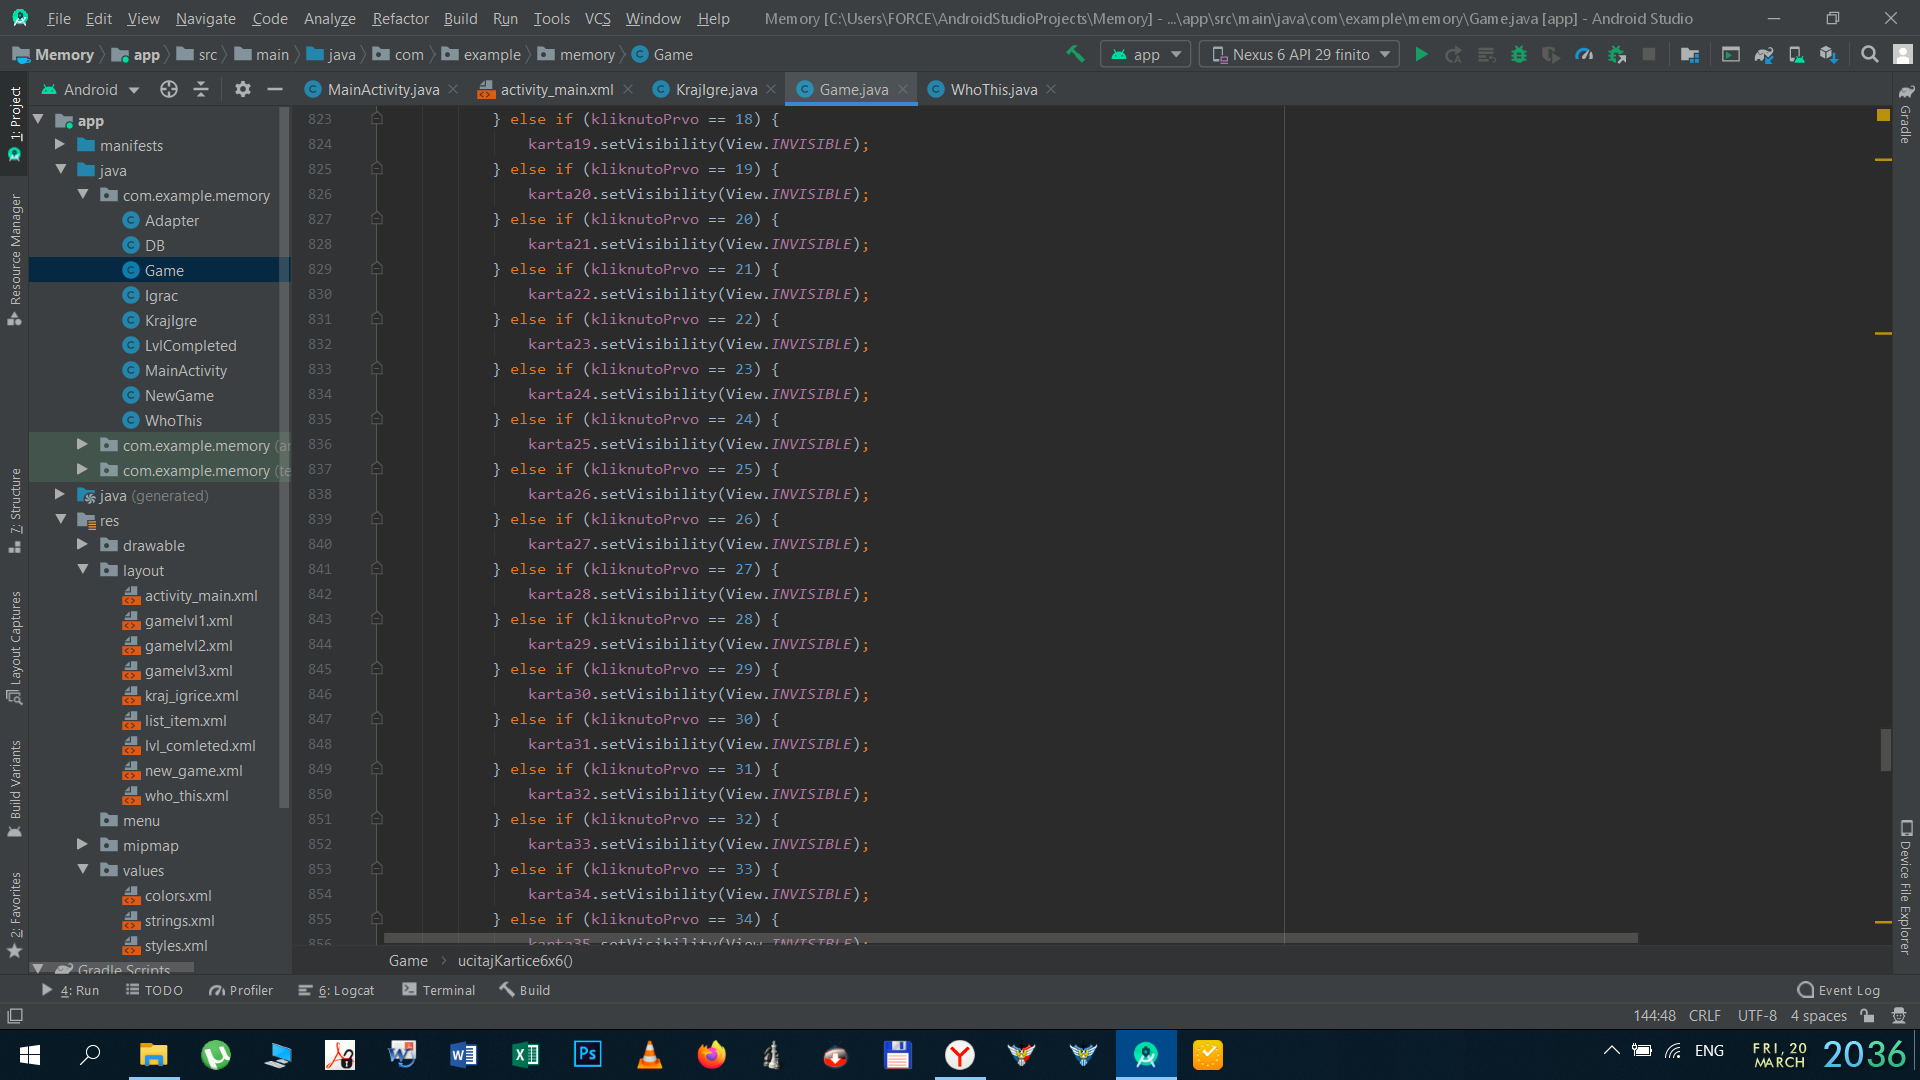 File Edit View Navigate Code Analyze Refactor Build Run Tools VCS Window Help Memory [C:\Users\FORCE\AndroidStudioProjects\Memory] - ...\app\src\main\java\com\example\memory\Game.java [app] - Android Studio
Memory app src main java com example memory Game app Nexus 6 API 29 finito
Android MainActivity.java activity_main.xml KrajIgre.java Game.java WhoThis.java
1: Project
Resource Manager
7: Structure
Layout Captures
Build Variants
2: Favorites
app
manifests
java
com.example.memory
Adapter
DB
Game
Igrac
KrajIgre
LvlCompleted
MainActivity
NewGame
WhoThis
com.example.memory
com.example.memory (te
java (generated)
res
drawable
layout
activity_main.xml
gamelvl1.xml
gamelvl2.xml
gamelvl3.xml
kraj_igrice.xml
list_item.xml
lvl_comleted.xml
new_game.xml
who_this.xml
menu
mipmap
values
colors.xml
strings.xml
styles.xml
Gradle Scripts
823 } else if (kliknutoPrvo == 18) {
824 karta19.setVisibility(View.INVISIBLE);
825 } else if (kliknutoPrvo == 19) {
826 karta20.setVisibility(View.INVISIBLE);
827 } else if (kliknutoPrvo == 20) {
828 karta21.setVisibility(View.INVISIBLE);
829 } else if (kliknutoPrvo == 21) {
830 karta22.setVisibility(View.INVISIBLE);
831 } else if (kliknutoPrvo == 22) {
832 karta23.setVisibility(View.INVISIBLE);
833 } else if (kliknutoPrvo == 23) {
834 karta24.setVisibility(View.INVISIBLE);
835 } else if (kliknutoPrvo == 24) {
836 karta25.setVisibility(View.INVISIBLE);
837 } else if (kliknutoPrvo == 25) {
838 karta26.setVisibility(View.INVISIBLE);
839 } else if (kliknutoPrvo == 26) {
840 karta27.setVisibility(View.INVISIBLE);
841 } else if (kliknutoPrvo == 27) {
842 karta28.setVisibility(View.INVISIBLE);
843 } else if (kliknutoPrvo == 28) {
844 karta29.setVisibility(View.INVISIBLE);
845 } else if (kliknutoPrvo == 29) {
846 karta30.setVisibility(View.INVISIBLE);
847 } else if (kliknutoPrvo == 30) {
848 karta31.setVisibility(View.INVISIBLE);
849 } else if (kliknutoPrvo == 31) {
850 karta32.setVisibility(View.INVISIBLE);
851 } else if (kliknutoPrvo == 32) {
852 karta33.setVisibility(View.INVISIBLE);
853 } else if (kliknutoPrvo == 33) {
854 karta34.setVisibility(View.INVISIBLE);
855 } else if (kliknutoPrvo == 34) {
856 karta35.setVisibility(View.INVISIBLE);
Gradle
Device File Explorer
Game ucitajKartice6x6()
4: Run TODO Profiler 6: Logcat Terminal Build Event Log
144:48 CRLF UTF-8 4 spaces
ENG FRI, 20 MARCH 2036